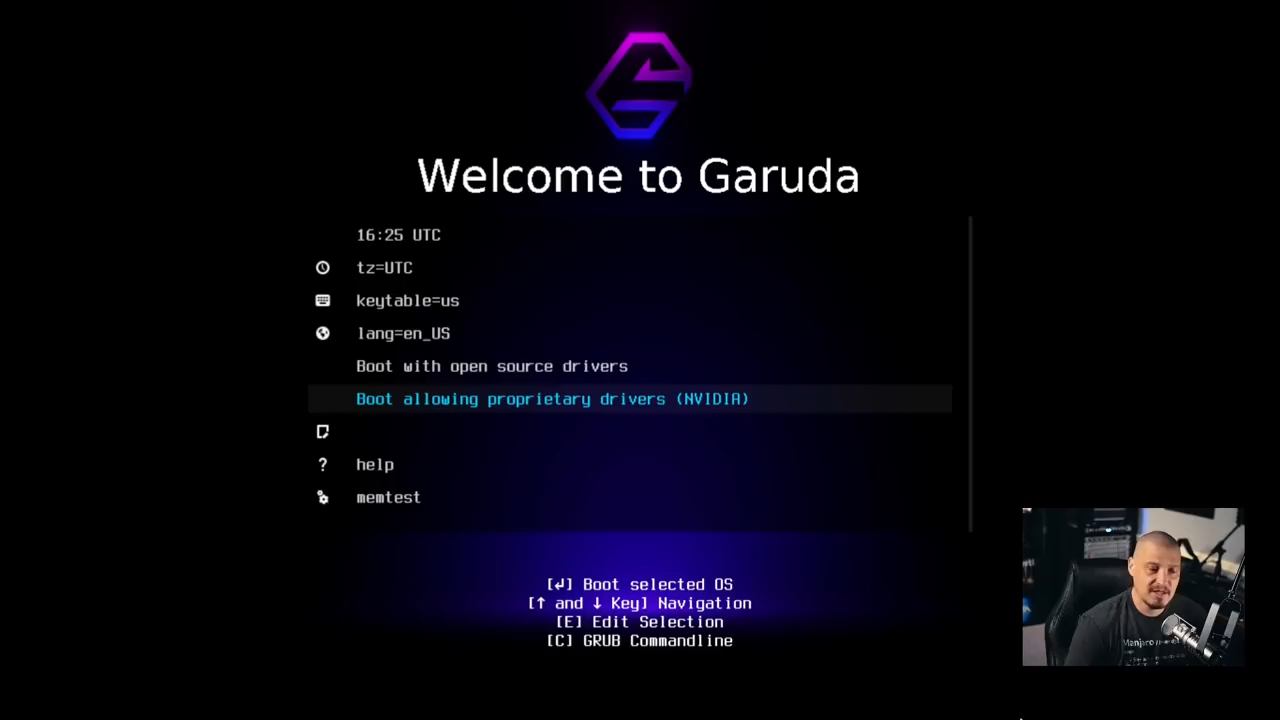 Welcome to Garuda
16:25 UTC
tz=UTC
keytable=us
lang=en_US
Boot with open source drivers
Boot allowing proprietary drivers (NVIDIA)
? help
memtest
[↲] Boot selected OS
[↑ and ↓ Key] Navigation
[E] Edit Selection
[C] GRUB Commandline
Manjaro